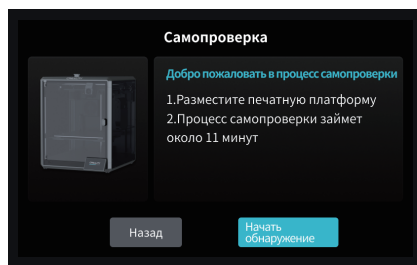 Самопроверка
Добро пожаловать в процесс самопроверки
1.Разместите печатную платформу
2.Процесс самопроверки займет
около 11 минут
Назад
Начать
обнаружение